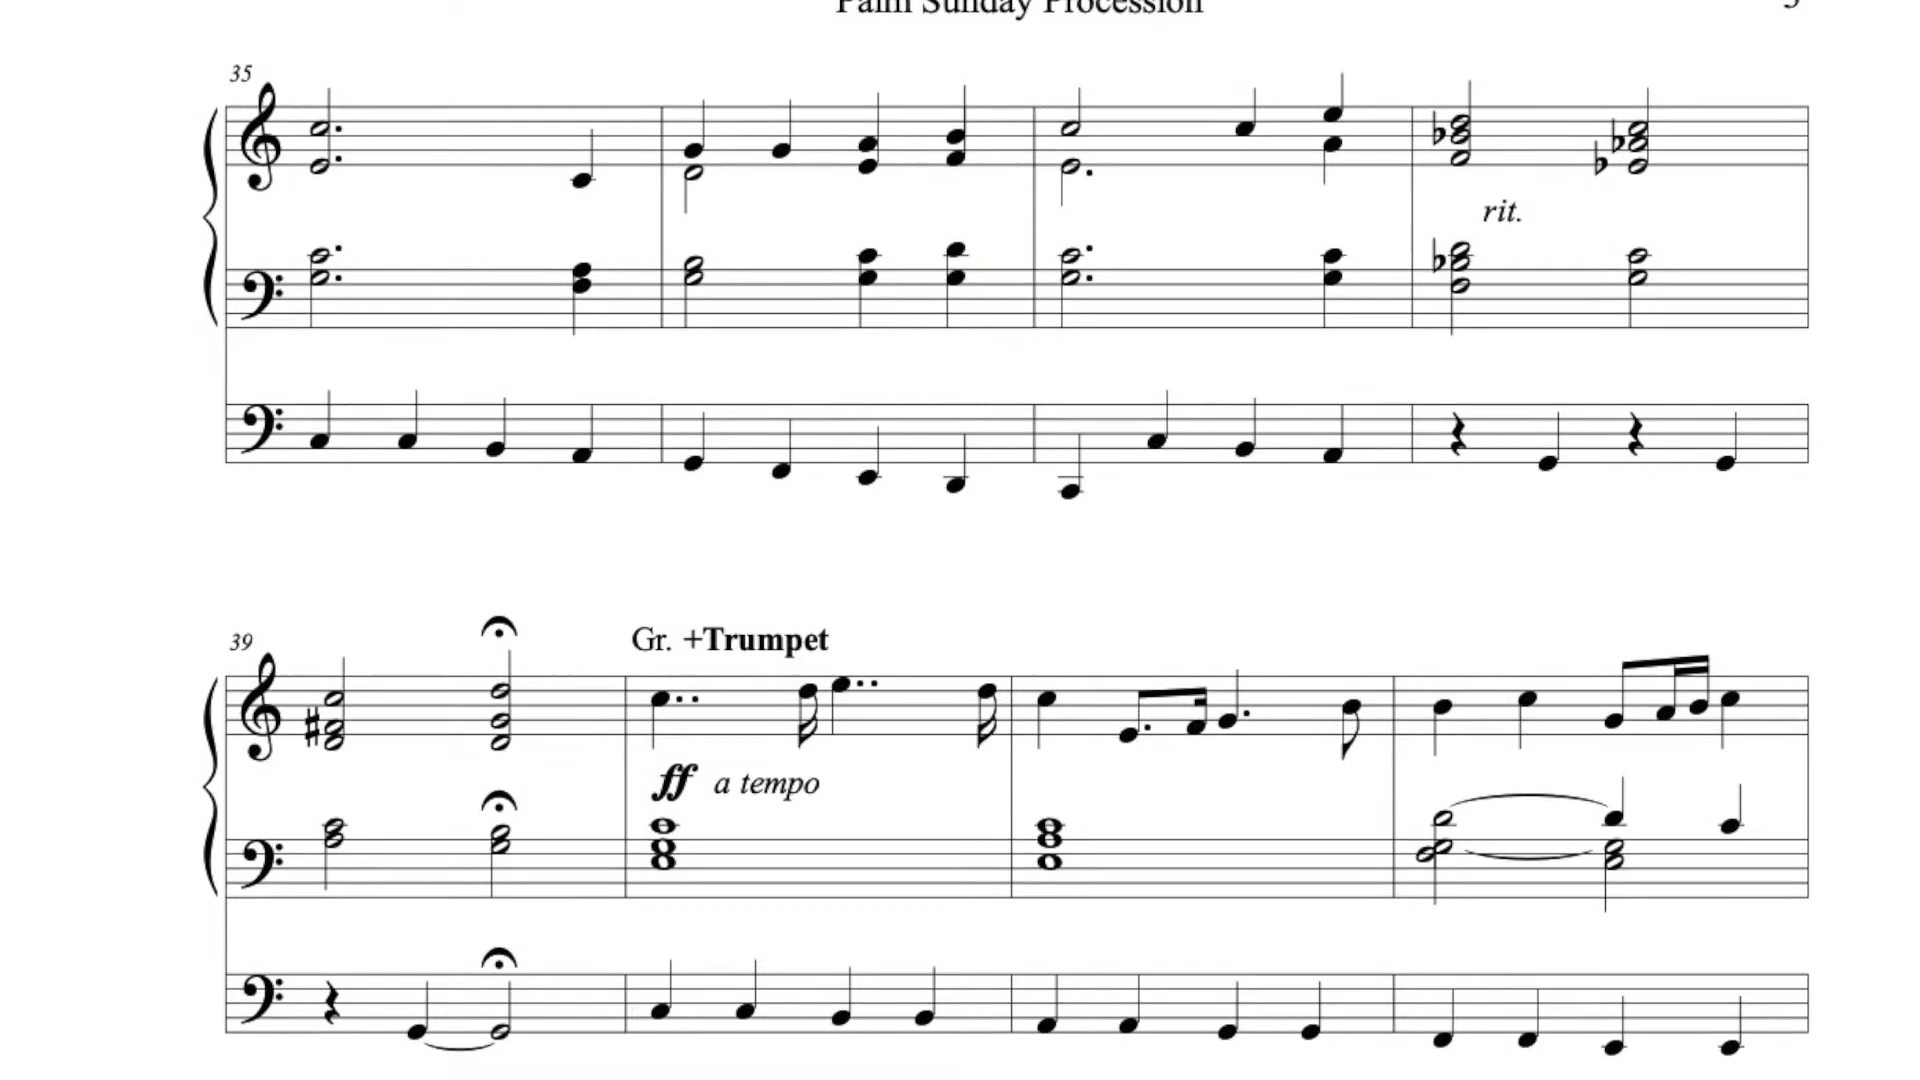 Palm Sunday Procession
35
rit.
39
Gr. +Trumpet
ff a tempo